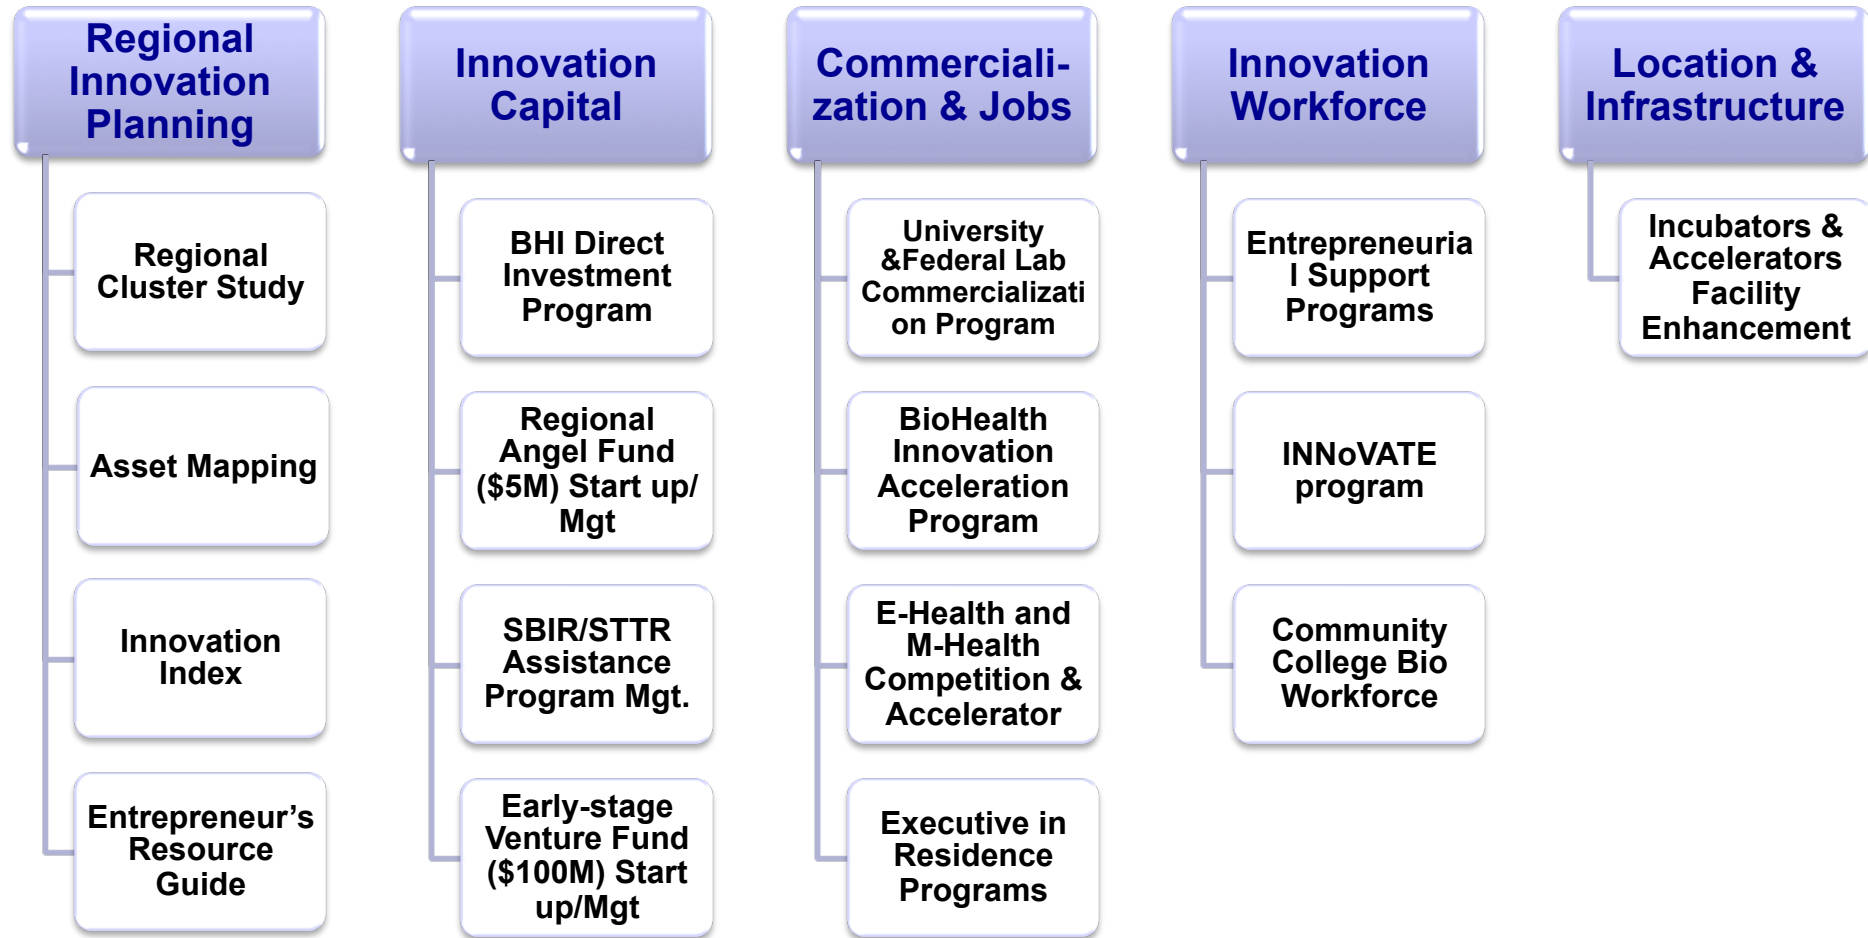 Regional
Innovation
Planning
Regional
Cluster Study
Asset Mapping
Innovation
Index
Entrepreneur’s
Resource
Guide
Innovation
Capital
BHI Direct
Investment
Program
Regional
Angel Fund
($5M) Start up/
Mgt
SBIR/STTR
Assistance
Program Mgt.
Early-stage
Venture Fund
($100M) Start
up/Mgt
Commerciali-
zation & Jobs
University
&Federal Lab
Commercializati
on Program
BioHealth
Innovation
Acceleration
Program
E-Health and
M-Health
Competition &
Accelerator
Executive in
Residence
Programs
Innovation
Workforce
Entrepreneuria
l Support
Programs
INNoVATE
program
Community
College Bio
Workforce
Location &
Infrastructure
Incubators &
Accelerators
Facility
Enhancement